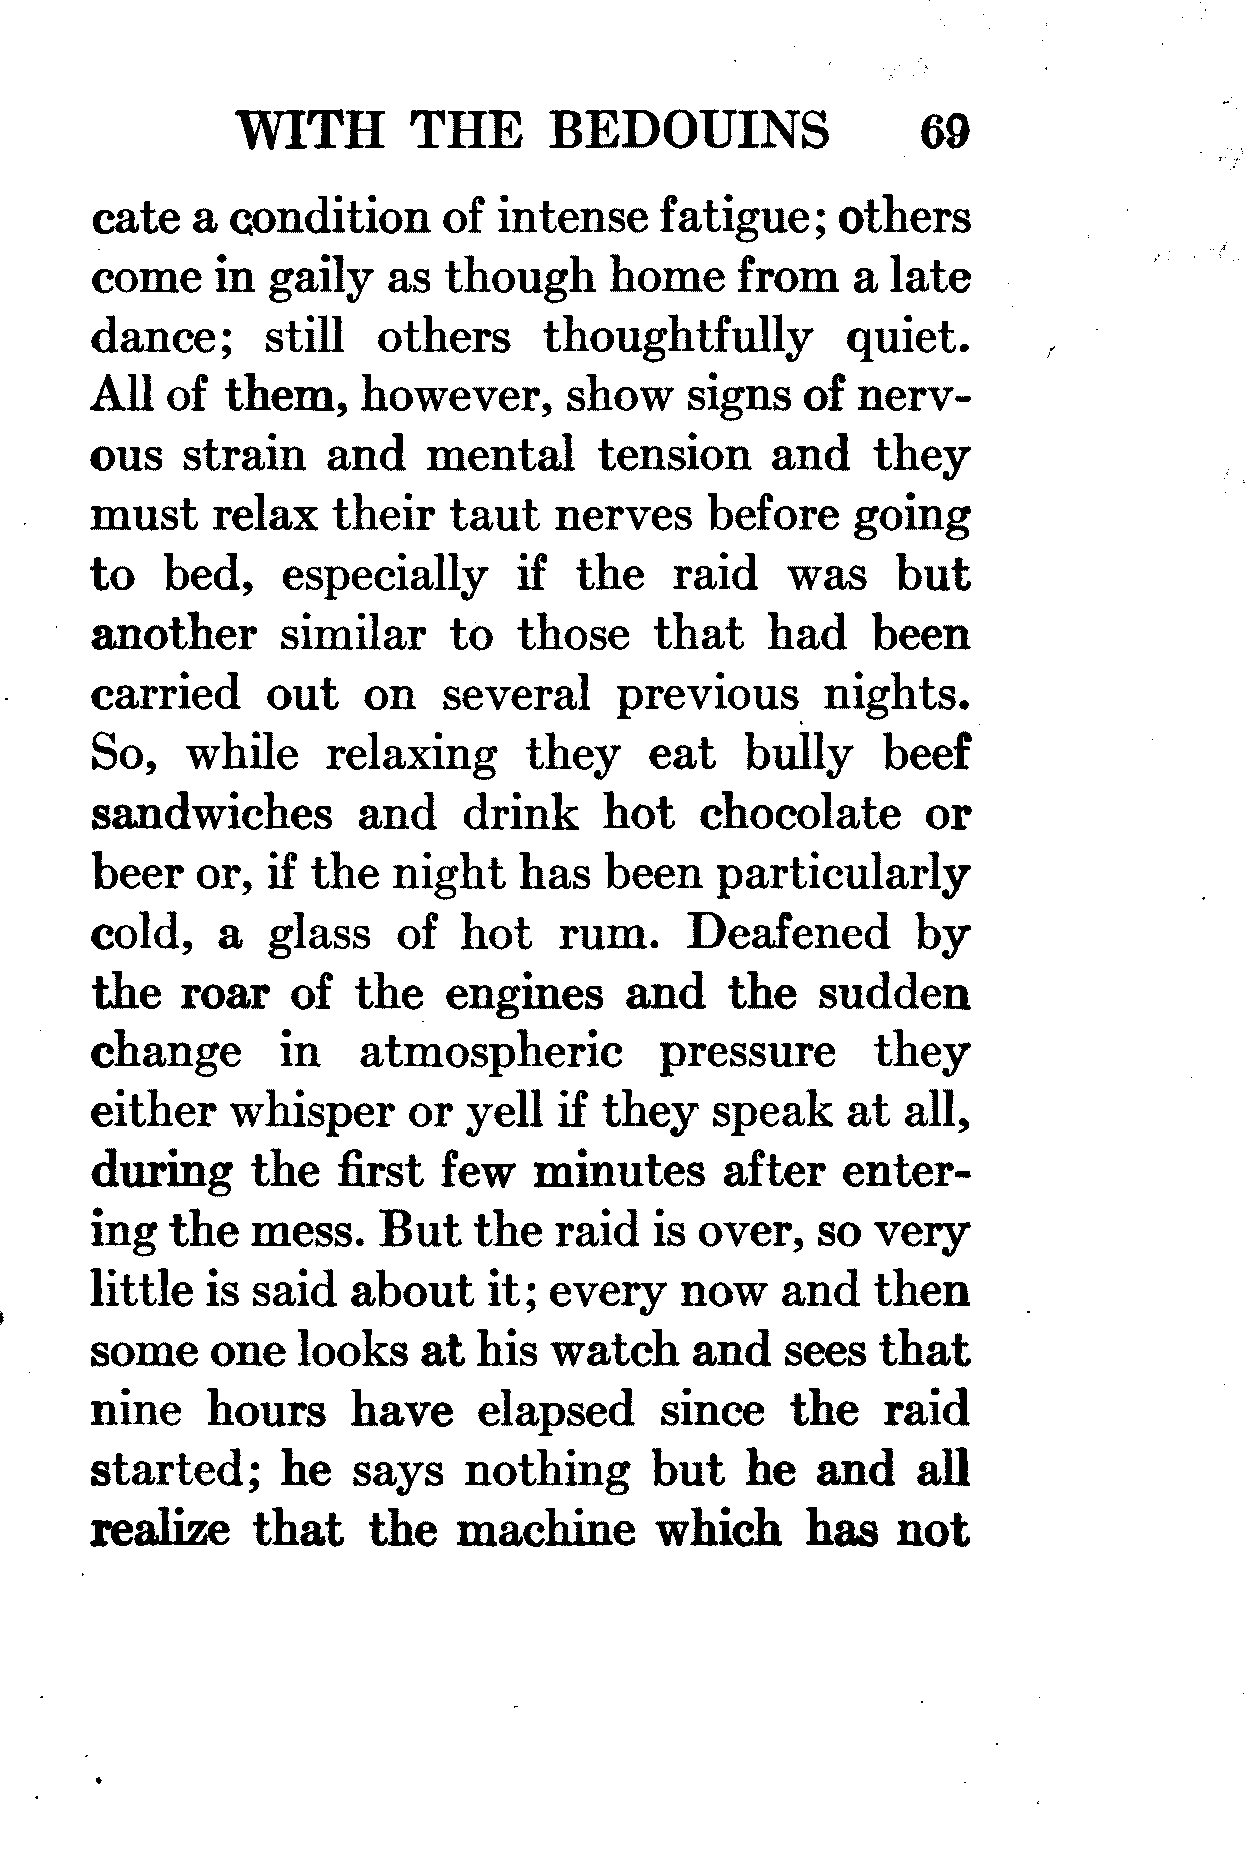 WITH THE BEDOUINS 69
cate a condition of intense fatigue; others
come in gaily as though home from a late
dance; still others thoughtfully quiet.
All of them, however, show signs of nerv-
ous strain and mental tension and they
must relax their taut nerves before going
to bed, especially if the raid was but
another similar to those that had been
carried out on several previous nights.
So, while relaxing they eat bully beef
sandwiches and drink hot chocolate or
beer or, if the night has been particularly
cold, a glass of hot rum. Deafened by
the roar of the engines and the sudden
change in atmospheric pressure they
either whisper or yell if they speak at all,
during the first few minutes after enter-
ing the mess. But the raid is over, so very
little is said about it; every now and then
some one looks at his watch and sees that
nine hours have elapsed since the raid
started; he says nothing but he and all
realize that the machine which has not